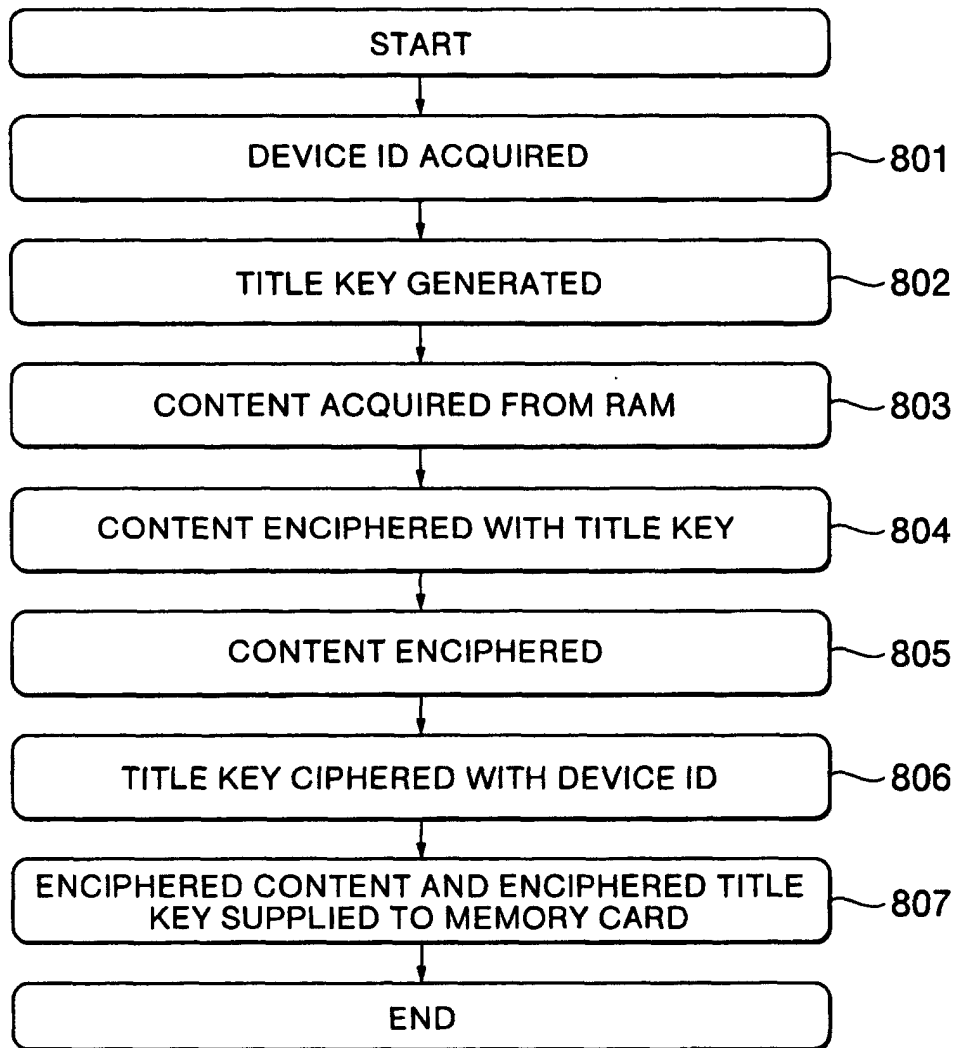 START
DEVICE ID ACQUIRED
801
TITLE KEY GENERATED
802
CONTENT ACQUIRED FROM RAM
803
CONTENT ENCIPHERED WITH TITLE KEY
804
CONTENT ENCIPHERED
805
TITLE KEY CIPHERED WITH DEVICE ID
806
ENCIPHERED CONTENT AND ENCIPHERED TITLE
KEY SUPPLIED TO MEMORY CARD
807
END